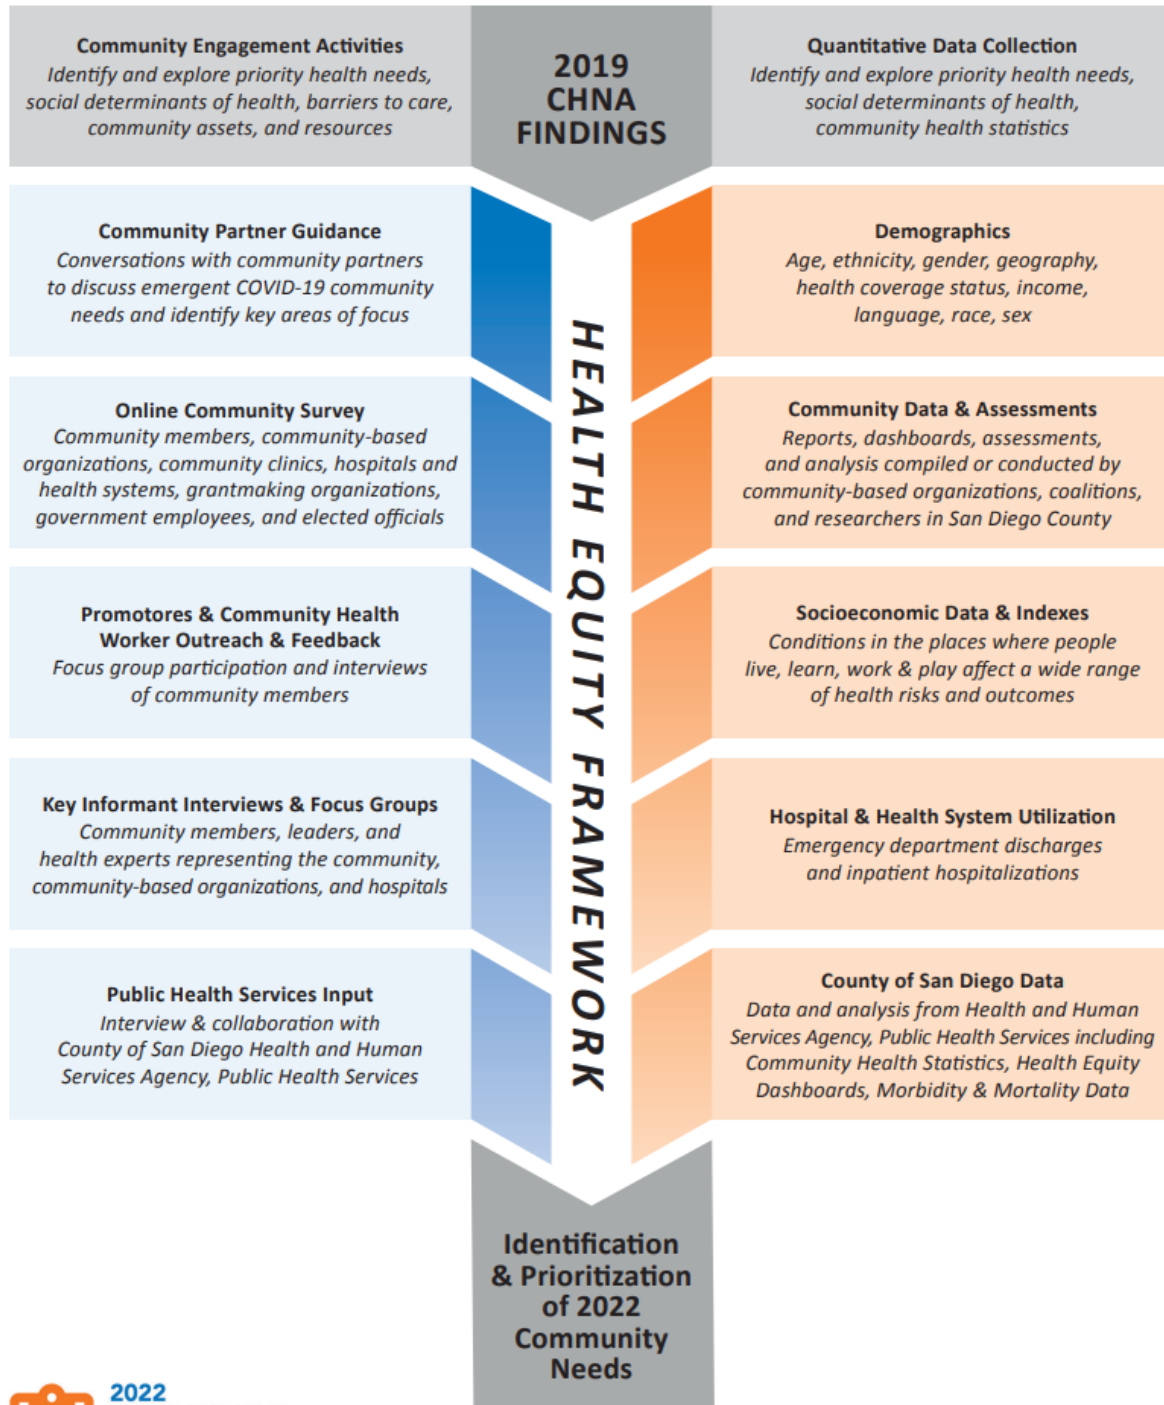 Community Engagement Activities
Identify and explore priority health needs,
social determinants of health, barriers to care,
community assets, and resources
2019
CHNA
FINDINGS
Quantitative Data Collection
Identify and explore priority health needs,
social determinants of health,
community health statistics
Community Partner Guidance
Conversations with community partners
to discuss emergent COVID-19 community
needs and identify key areas of focus
Online Community Survey
Community members, community-based
organizations, community clinics, hospitals and
health systems, grantmaking organizations,
government employees, and elected officials
Promotores & Community Health
Worker Outreach & Feedback
Focus group participation and interviews
of community members
Key Informant Interviews & Focus Groups
Community members, leaders, and
health experts representing the community,
community-based organizations, and hospitals
Public Health Services Input
Interview & collaboration with
County of San Diego Health and Human
Services Agency, Public Health Services
HEALTH EQUITY FRAMEWORK
Demographics
Age, ethnicity, gender, geography,
health coverage status, income,
language, race, sex
Community Data & Assessments
Reports, dashboards, assessments,
and analysis compiled or conducted by
community-based organizations, coalitions,
and researchers in San Diego County
Socioeconomic Data & Indexes
Conditions in the places where people
live, learn, work & play affect a wide range
of health risks and outcomes
Hospital & Health System Utilization
Emergency department discharges
and inpatient hospitalizations
County of San Diego Data
Data and analysis from Health and Human
Services Agency, Public Health Services including
Community Health Statistics, Health Equity
Dashboards, Morbidity & Mortality Data
Identification
& Prioritization
of 2022
Community
Needs
2022